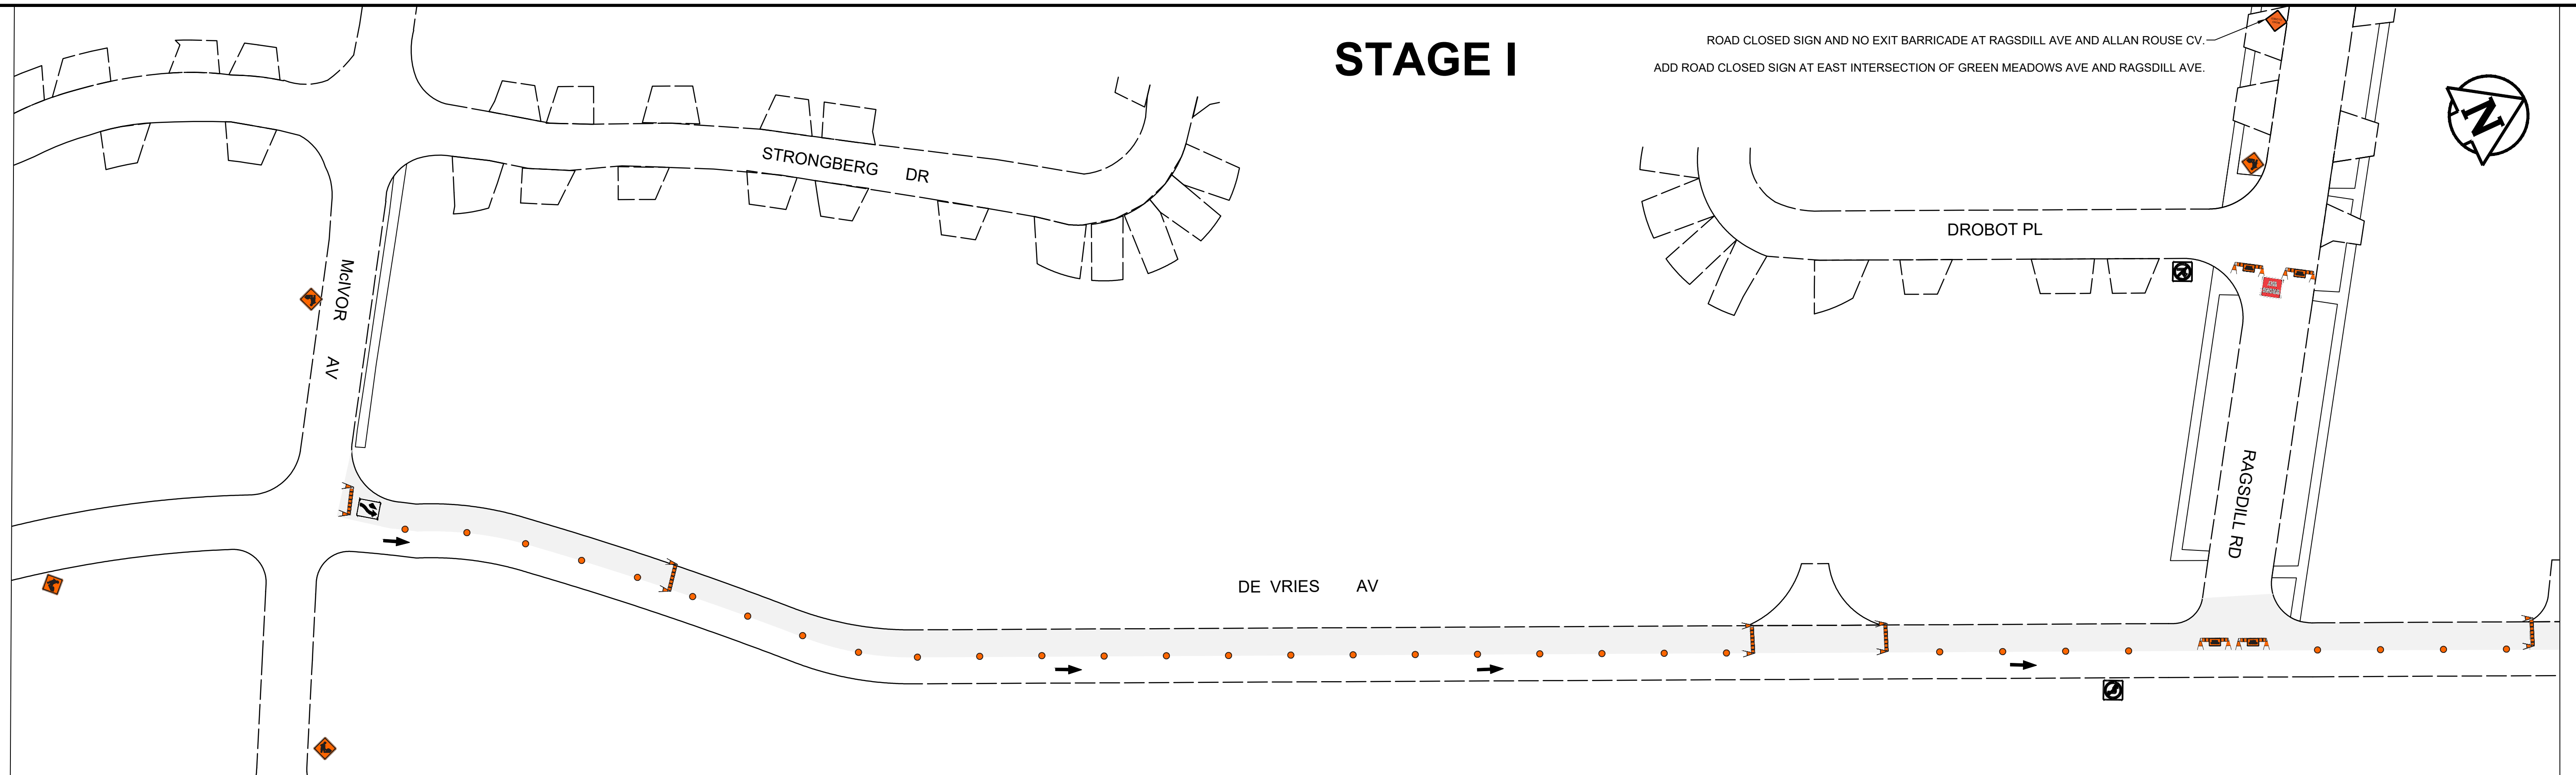 STAGE I
ROAD CLOSED SIGN AND NO EXIT BARRICADE AT RAGSDILL AVE AND ALLAN ROUSE CV.
ADD ROAD CLOSED SIGN AT EAST INTERSECTION OF GREEN MEADOWS AVE AND RAGSDILL AVE.
N
STRONGBERG DR
DROBOT PL
McIVOR AV
RAGSDILL RD
DE VRIES AV